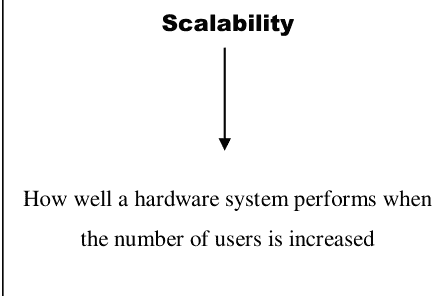 Scalability
How well a hardware system performs when
the number of users is increased